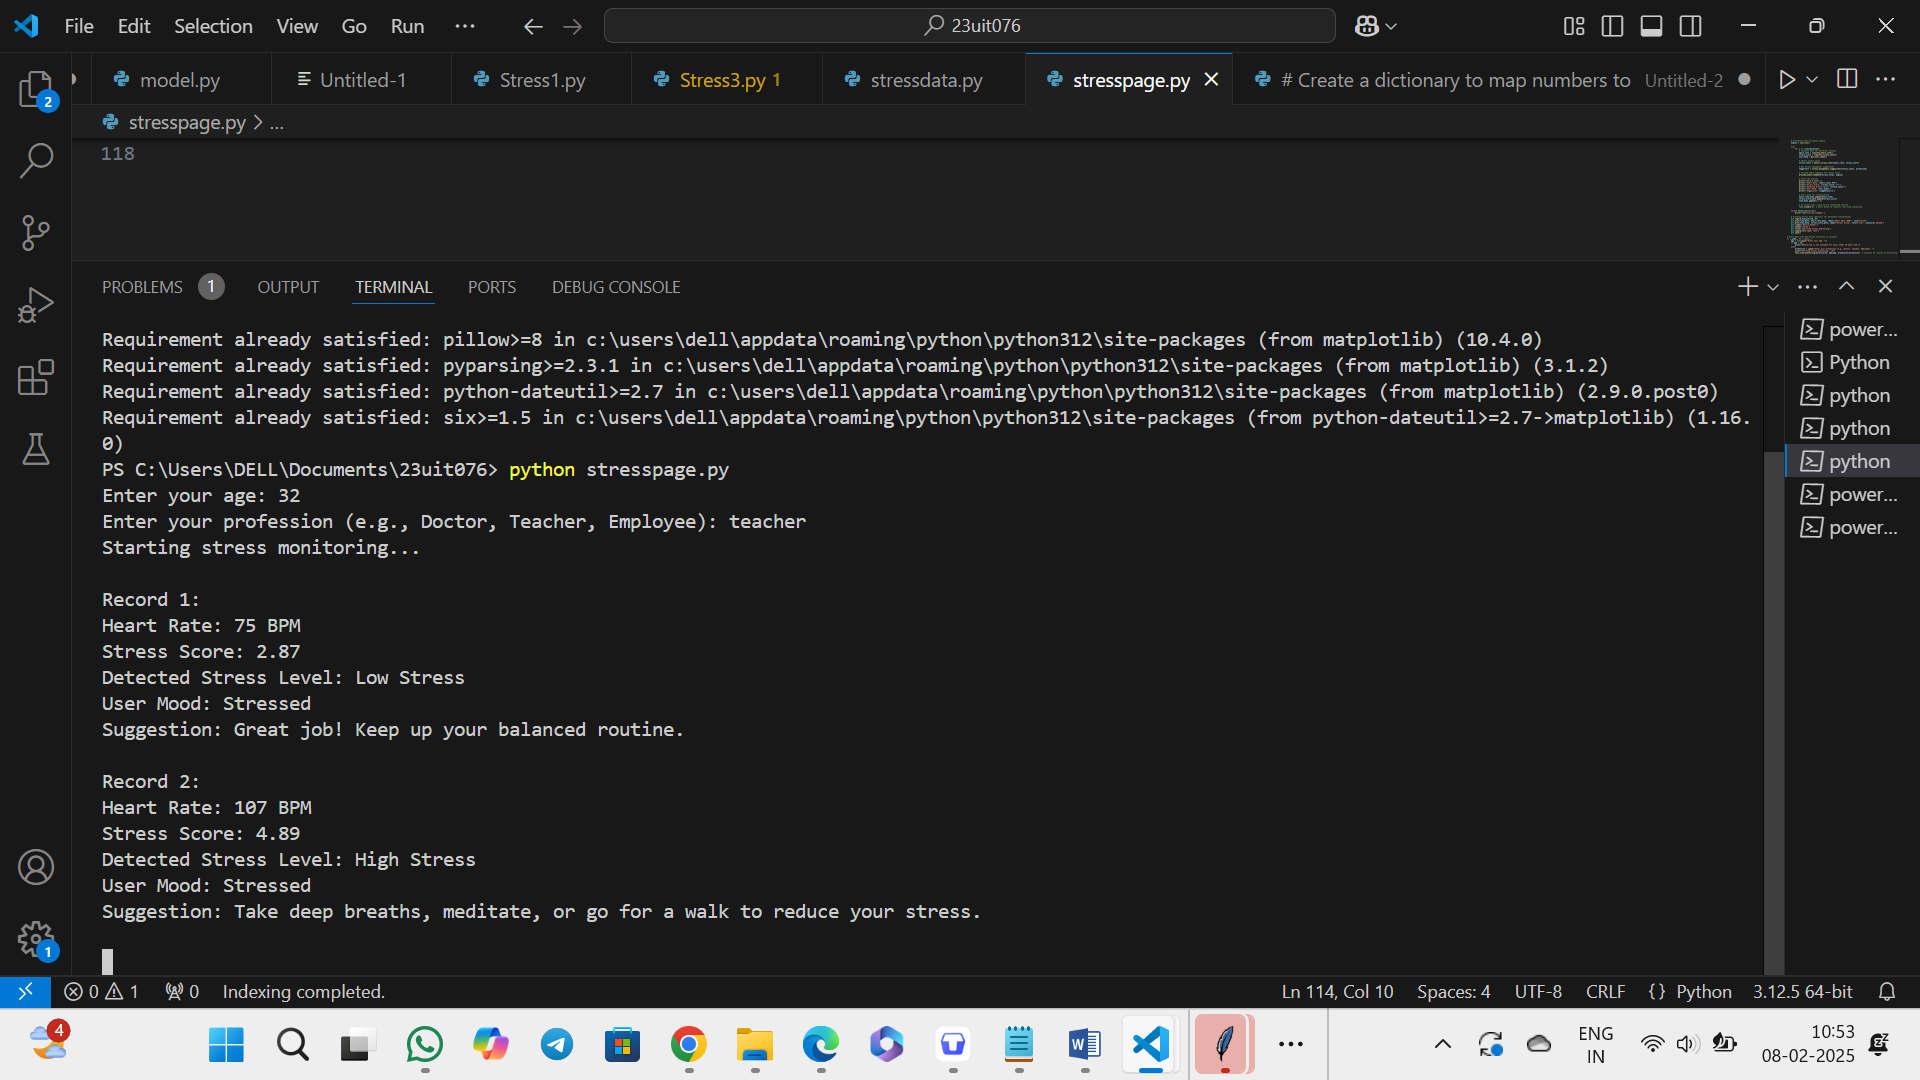 File Edit Selection View Go Run ... 23uit076
model.py Untitled-1 Stress1.py Stress3.py 1 stressdata.py stresspage.py # Create a dictionary to map numbers to Untitled-2
stresspage.py > ...
118
2
PROBLEMS 1 OUTPUT TERMINAL PORTS DEBUG CONSOLE
Requirement already satisfied: pillow>=8 in c:\users\dell\appdata\roaming\python\python312\site-packages (from matplotlib) (10.4.0)
Requirement already satisfied: pyparsing>=2.3.1 in c:\users\dell\appdata\roaming\python\python312\site-packages (from matplotlib) (3.1.2)
Requirement already satisfied: python-dateutil>=2.7 in c:\users\dell\appdata\roaming\python\python312\site-packages (from matplotlib) (2.9.0.post0)
Requirement already satisfied: six>=1.5 in c:\users\dell\appdata\roaming\python\python312\site-packages (from python-dateutil>=2.7->matplotlib) (1.16.
0)
PS C:\Users\DELL\Documents\23uit076> python stresspage.py
Enter your age: 32
Enter your profession (e.g., Doctor, Teacher, Employee): teacher
Starting stress monitoring...
Record 1:
Heart Rate: 75 BPM
Stress Score: 2.87
Detected Stress Level: Low Stress
User Mood: Stressed
Suggestion: Great job! Keep up your balanced routine.
Record 2:
Heart Rate: 107 BPM
Stress Score: 4.89
Detected Stress Level: High Stress
User Mood: Stressed
Suggestion: Take deep breaths, meditate, or go for a walk to reduce your stress.
power...
Python
python
python
python
power...
power...
1
0 1 0 Indexing completed. Ln 114, Col 10 Spaces: 4 UTF-8 CRLF {} Python 3.12.5 64-bit
4
ENG
IN
10:53
08-02-2025